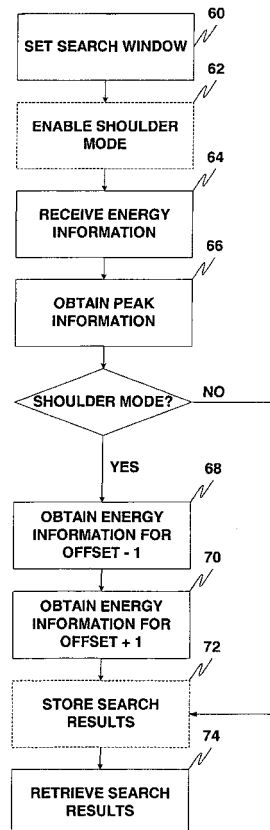 60
SET SEARCH WINDOW
62
ENABLE SHOULDER
MODE
64
RECEIVE ENERGY
INFORMATION
66
OBTAIN PEAK
INFORMATION
SHOULDER MODE?
NO
YES
68
OBTAIN ENERGY
INFORMATION FOR
OFFSET - 1
70
OBTAIN ENERGY
INFORMATION FOR
OFFSET + 1
72
STORE SEARCH
RESULTS
74
RETRIEVE SEARCH
RESULTS